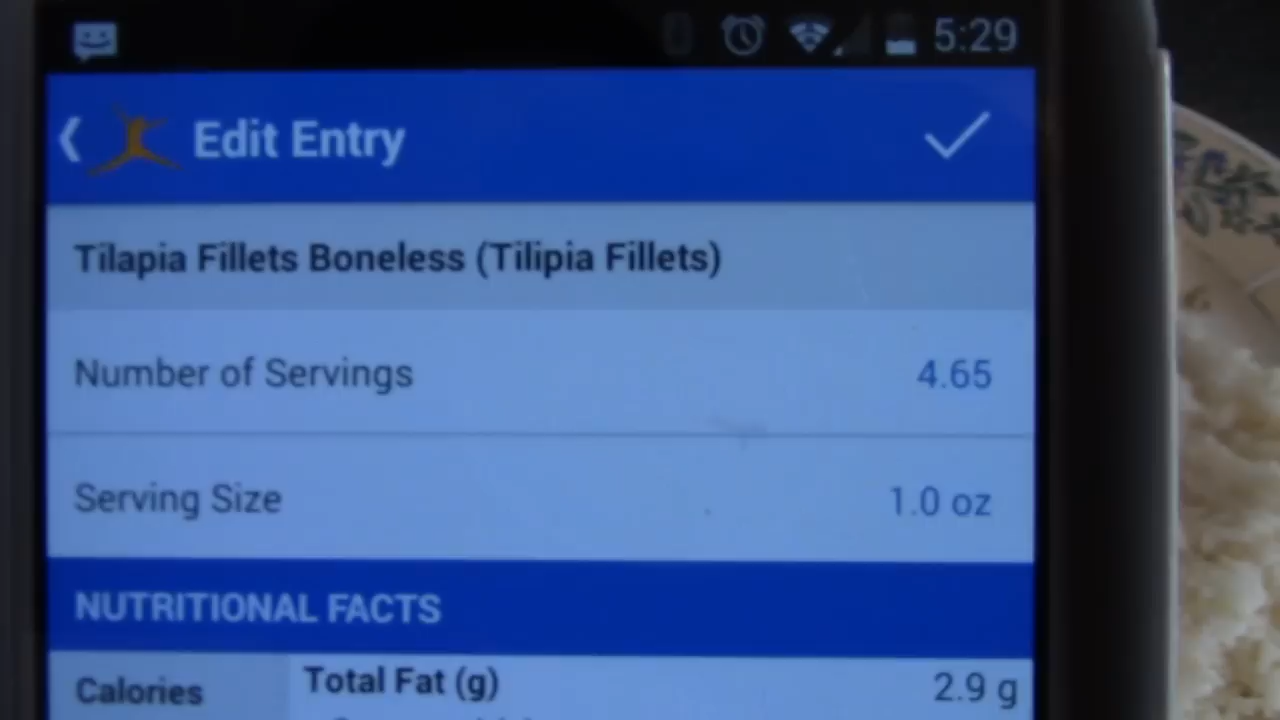 5:29
Edit Entry
Tilapia Fillets Boneless (Tilipia Fillets)
Number of Servings 4.65
Serving Size 1.0 oz
NUTRITIONAL FACTS
Calories Total Fat (g) 2.9 g